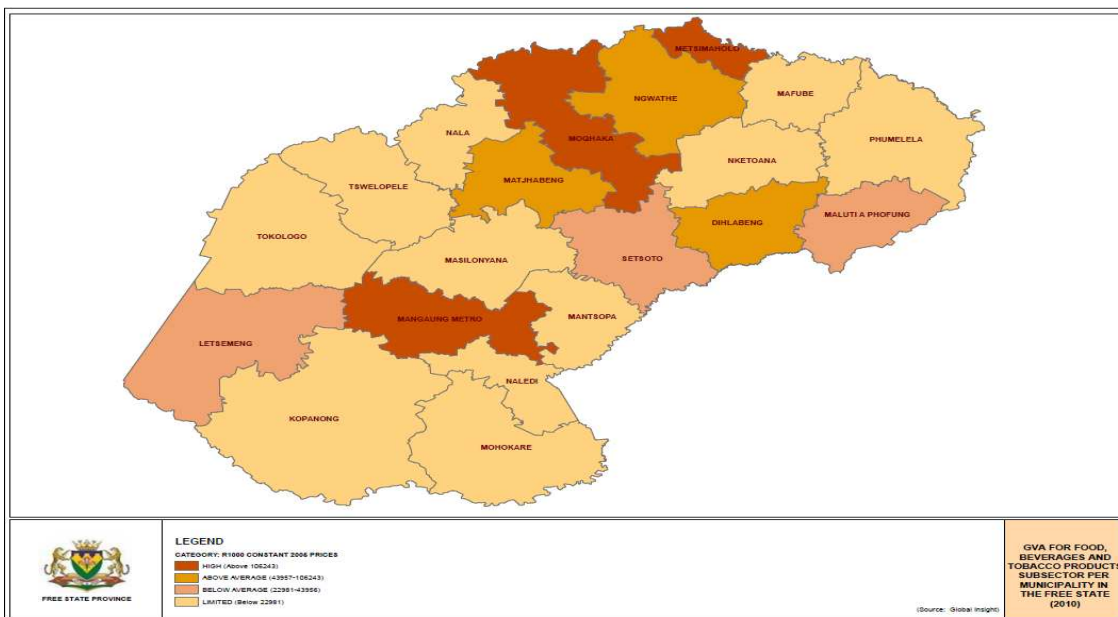 METSIMAHOLO
NGWATHE
MAFUBE
NALA
MOQHAKA
PHUMELELA
NKETOANA
TSWELOPELE
MATJHABENG
MALUTI A PHOFUNG
DIHLABENG
TOKOLOGO
SETSOTO
MASILONYANA
MANTSOPA
MANGAUNG METRO
LETSEMENG
NALEDI
KOPANONG
MOHOKARE
FREE STATE PROVINCE
LEGEND
CATEGORY: R1000 CONSTANT 2005 PRICES
HIGH (Above 106243)
ABOVE AVERAGE (43957-106243)
BELOW AVERAGE (22981-43956)
LIMITED (Below 22981)
(Source: Global Insight)
GVA FOR FOOD,
BEVERAGES AND
TOBACCO PRODUCTS
SUBSECTOR PER
MUNICIPALITY IN
THE FREE STATE
(2010)